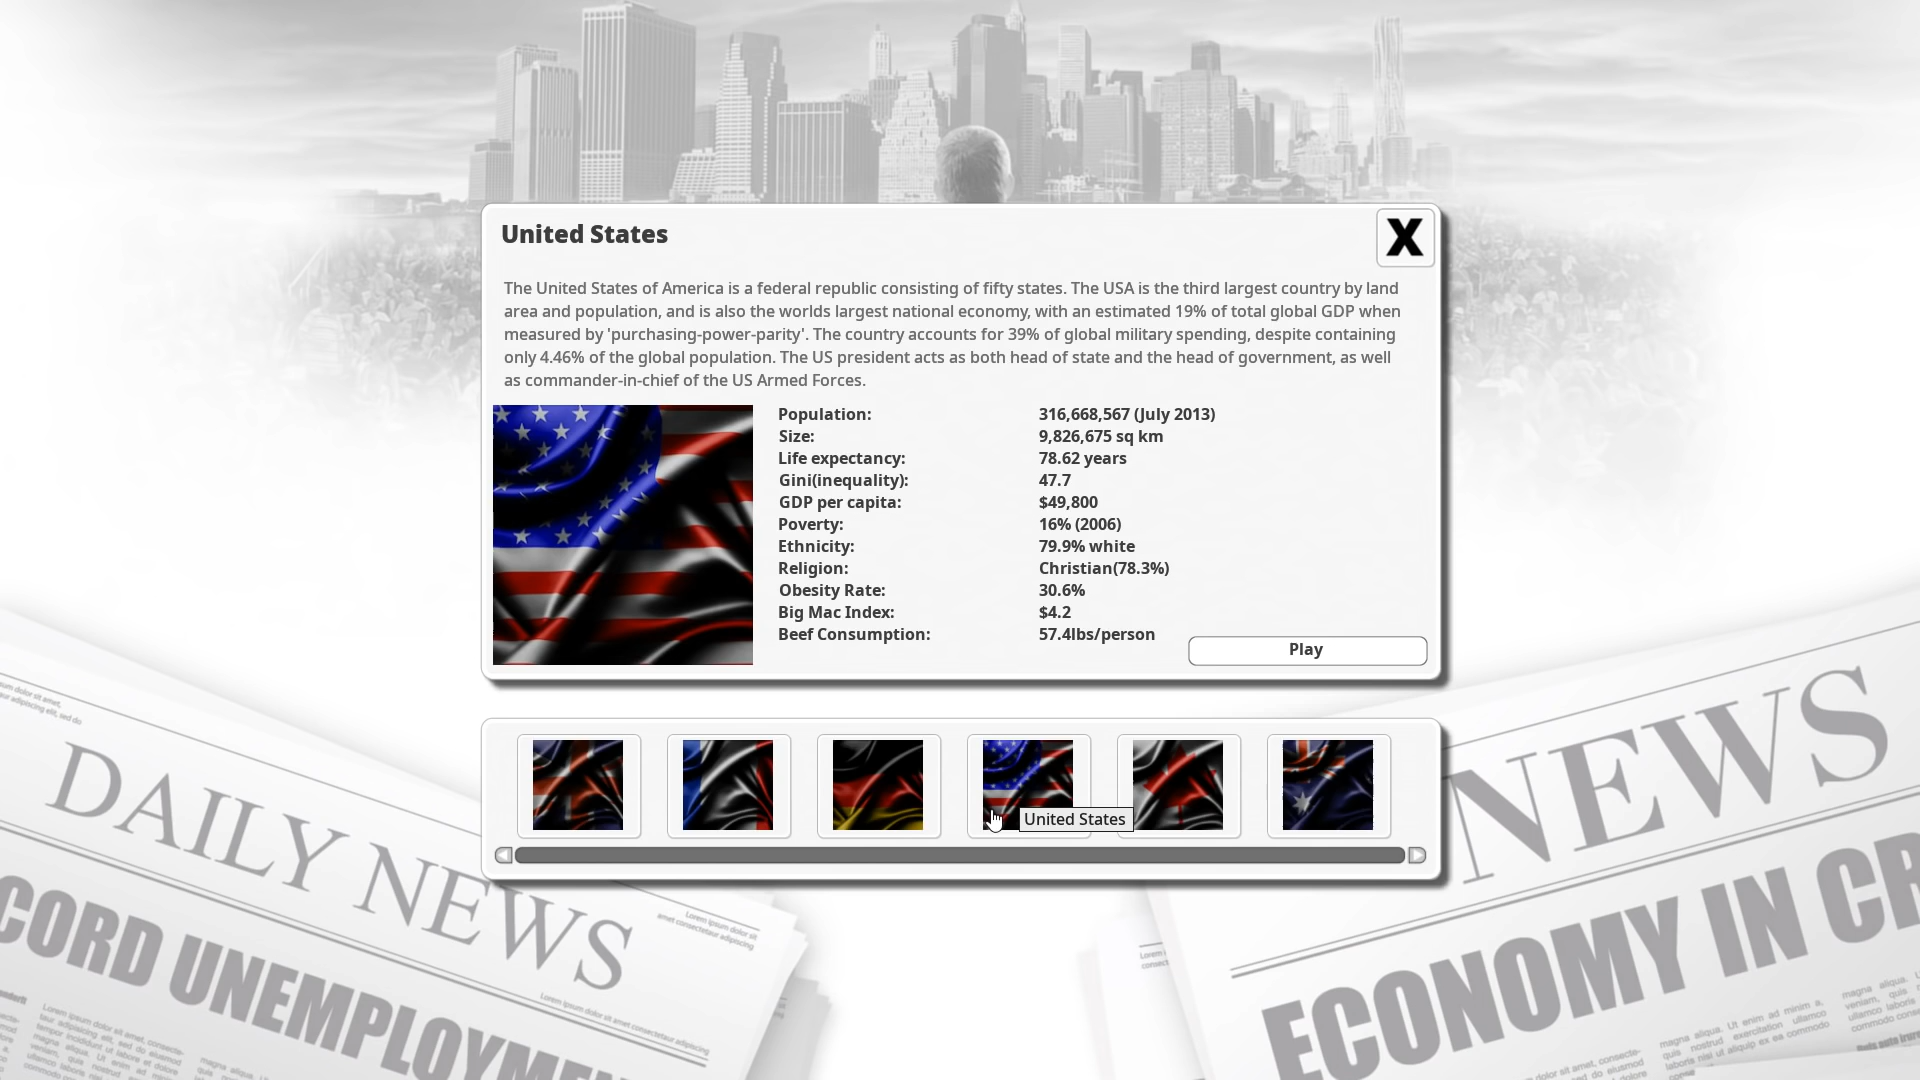 United States
X
The United States of America is a federal republic consisting of fifty states. The USA is the third largest country by land
area and population, and is also the worlds largest national economy, with an estimated 19% of total global GDP when
measured by 'purchasing-power-parity'. The country accounts for 39% of global military spending, despite containing
only 4.46% of the global population. The US president acts as both head of state and the head of government, as well
as commander-in-chief of the US Armed Forces.
Population: 316,668,567 (July 2013)
Size: 9,826,675 sq km
Life expectancy: 78.62 years
Gini(inequality): 47.7
GDP per capita: $49,800
Poverty: 16% (2006)
Ethnicity: 79.9% white
Religion: Christian(78.3%)
Obesity Rate: 30.6%
Big Mac Index: $4.2
Beef Consumption: 57.4lbs/person
Play
United States
DAILY NEWS
CORD UNEMPLOYME
Lorem ipsum dolor sit
amet consectetuer adipiscing
NEWS
ECONOMY IN CR